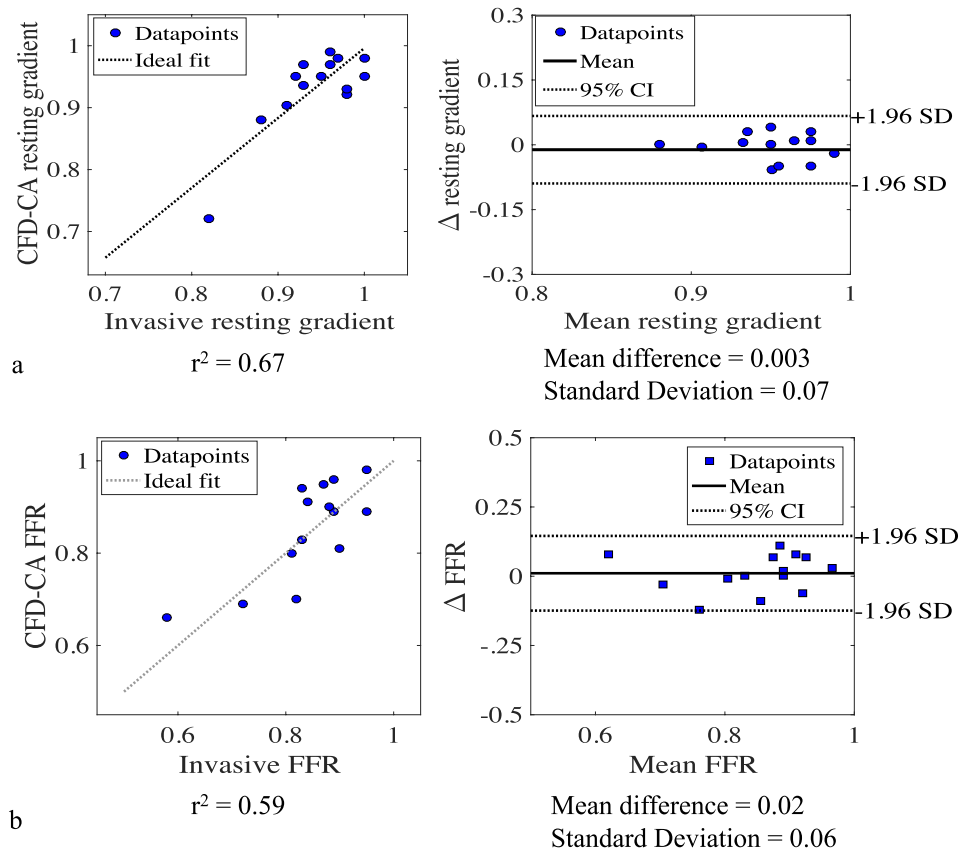 CFD-CA resting gradient
1
0.9
0.8
0.7
Datapoints
Ideal fit
0.7
0.8
0.9
1
Invasive resting gradient
r² = 0.67
a
Δ resting gradient
0.3
0.15
0
-0.15
-0.3
Datapoints
Mean
95% CI
+1.96 SD
-1.96 SD
0.8
0.9
1
Mean resting gradient
Mean difference = 0.003
Standard Deviation = 0.07
CFD-CA FFR
1
0.8
0.6
Datapoints
Ideal fit
0.6
0.8
1
Invasive FFR
r² = 0.59
b
Δ FFR
0.5
0.25
0
-.25
-0.5
Datapoints
Mean
95% CI
+1.96 SD
-1.96 SD
0.6
0.8
1
Mean FFR
Mean difference = 0.02
Standard Deviation = 0.06